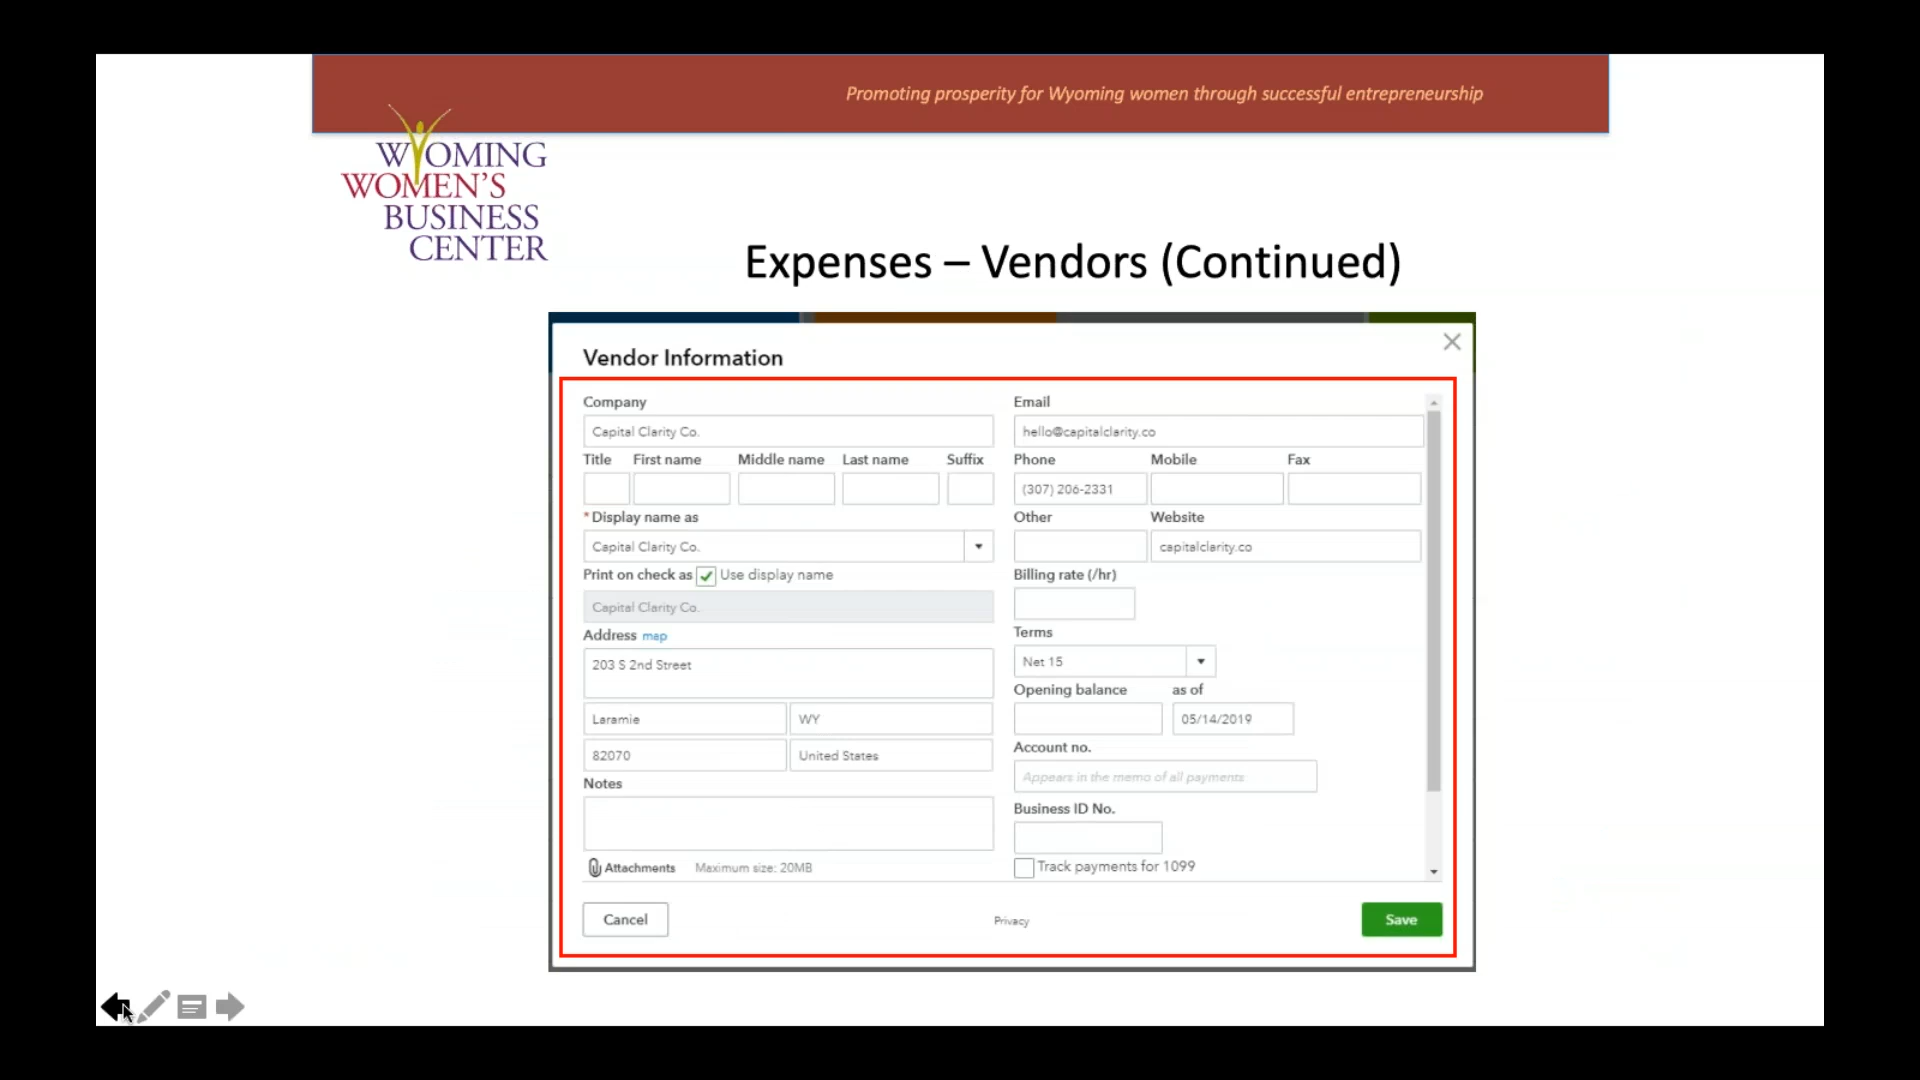 Promoting prosperity for Wyoming women through successful entrepreneurship
WYOMING
WOMEN'S
BUSINESS
CENTER
Expenses – Vendors (Continued)
Vendor Information
Company
Email
Capital Clarity Co.
hello@capitalclarity.co
Title First name Middle name Last name Suffix
Phone Mobile Fax
(307) 206-2331
*Display name as
Other Website
Capital Clarity Co.
capitalclarity.co
Print on check as Use display name
Billing rate (/hr)
Capital Clarity Co.
Address map
Terms
203 S 2nd Street
Net 15
Opening balance as of
Laramie WY
05/14/2019
Account no.
82070 United States
Appears in the memo of all payments
Notes
Business ID No.
Attachments Maximum size: 20MB
Track payments for 1099
Cancel
Privacy
Save